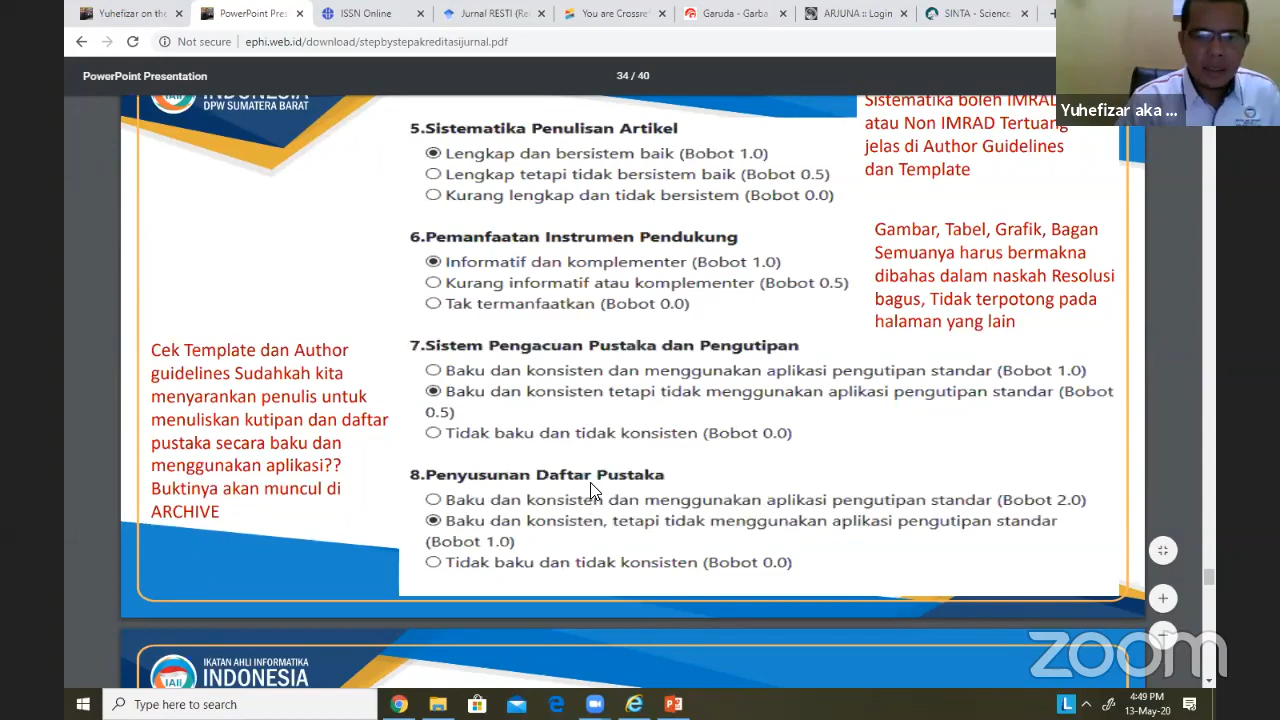 Yuhefizar on the
PowerPoint Pres
ISSN Online
Jurnal RESTI (Re
You are Crossre
Garuda - Garba
ARJUNA :: Login
SINTA - Science
Not secure
ephi.web.id/download/stepbystepakreditasijurnal.pdf
PowerPoint Presentation
34 / 40
Yuhefizar aka ...
INDONESIA
DPW SUMATERA BARAT
Sistematika boleh IMRAD
atau Non IMRAD Tertuang
jelas di Author Guidelines
dan Template
5.Sistematika Penulisan Artikel
Lengkap dan bersistem baik (Bobot 1.0)
Lengkap tetapi tidak bersistem baik (Bobot 0.5)
Kurang lengkap dan tidak bersistem (Bobot 0.0)
6.Pemanfaatan Instrumen Pendukung
Informatif dan komplementer (Bobot 1.0)
Kurang informatif atau komplementer (Bobot 0.5)
Tak termanfaatkan (Bobot 0.0)
Gambar, Tabel, Grafik, Bagan
Semuanya harus bermakna
dibahas dalam naskah Resolusi
bagus, Tidak terpotong pada
halaman yang lain
7.Sistem Pengacuan Pustaka dan Pengutipan
Baku dan konsisten dan menggunakan aplikasi pengutipan standar (Bobot 1.0)
Baku dan konsisten tetapi tidak menggunakan aplikasi pengutipan standar (Bobot
0.5)
Tidak baku dan tidak konsisten (Bobot 0.0)
Cek Template dan Author
guidelines Sudahkah kita
menyarankan penulis untuk
menuliskan kutipan dan daftar
pustaka secara baku dan
menggunakan aplikasi??
Buktinya akan muncul di
ARCHIVE
8.Penyusunan Daftar Pustaka
Baku dan konsisten dan menggunakan aplikasi pengutipan standar (Bobot 2.0)
Baku dan konsisten, tetapi tidak menggunakan aplikasi pengutipan standar
(Bobot 1.0)
Tidak baku dan tidak konsisten (Bobot 0.0)
IAII
IKATAN AHLI INFORMATIKA
INDONESIA
zoom
Type here to search
L
4:49 PM
13-May-20